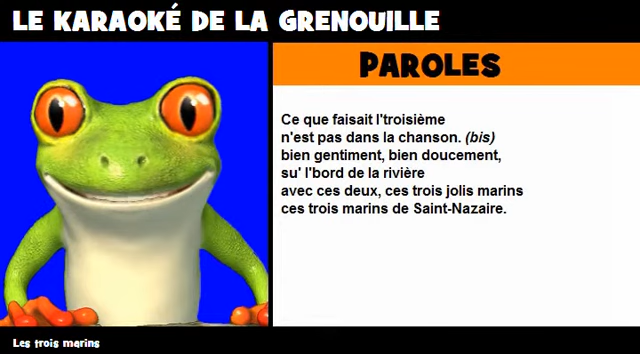 LE KARAOKÉ DE LA GRENOUILLE
PAROLES
Ce que faisait l'troisième
n'est pas dans la chanson. (bis)
bien gentiment, bien doucement,
su' l'bord de la rivière
avec ces deux, ces trois jolis marins
ces trois marins de Saint-Nazaire.
Les trois marins